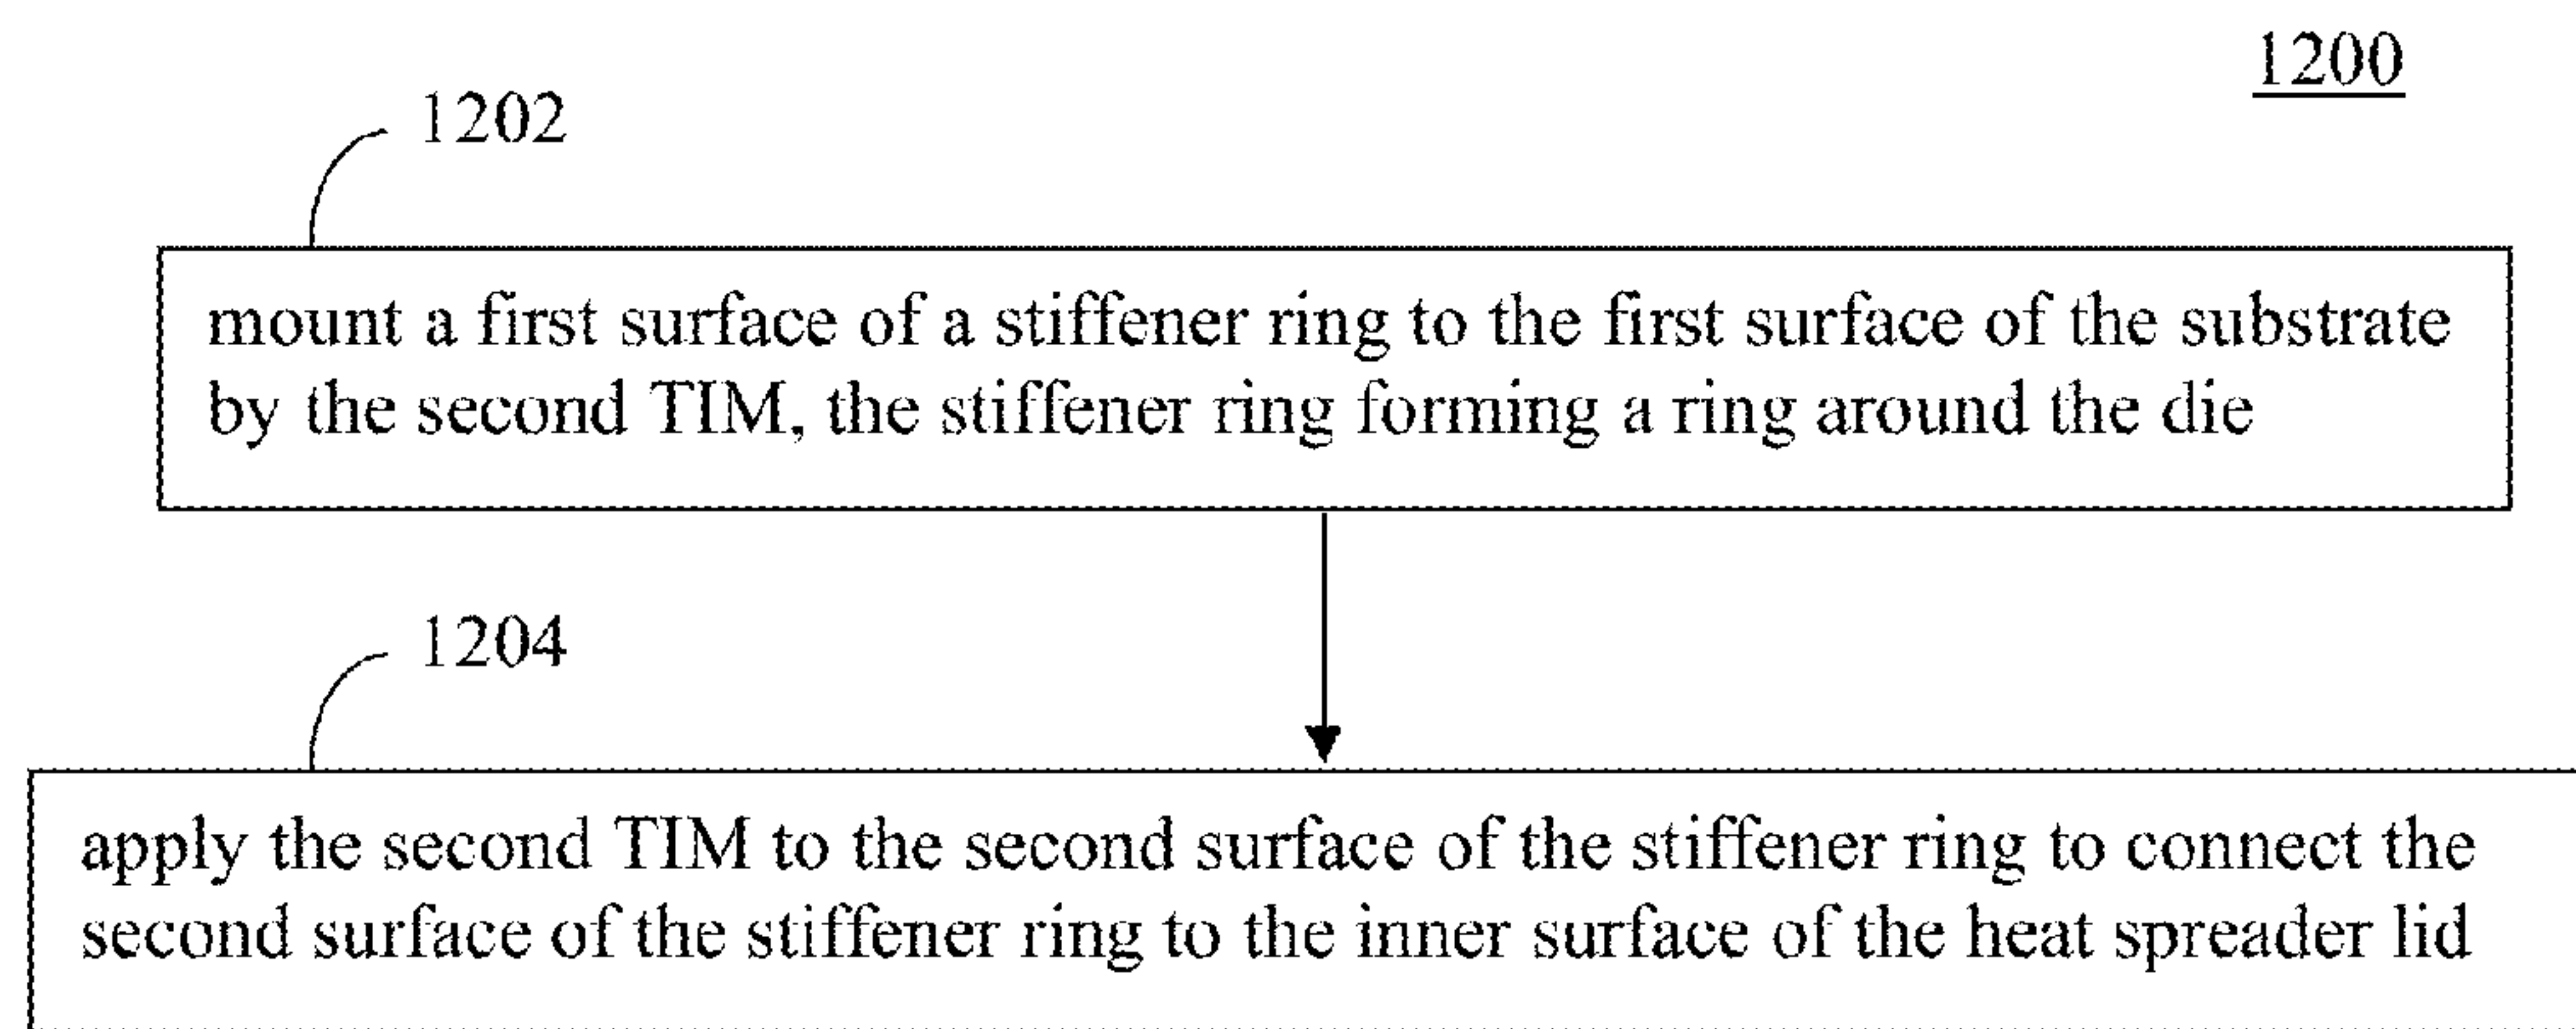 1200
1202
mount a first surface of a stiffener ring to the first surface of the substrate
by the second TIM, the stiffener ring forming a ring around the die
1204
apply the second TIM to the second surface of the stiffener ring to connect the
second surface of the stiffener ring to the inner surface of the heat spreader lid